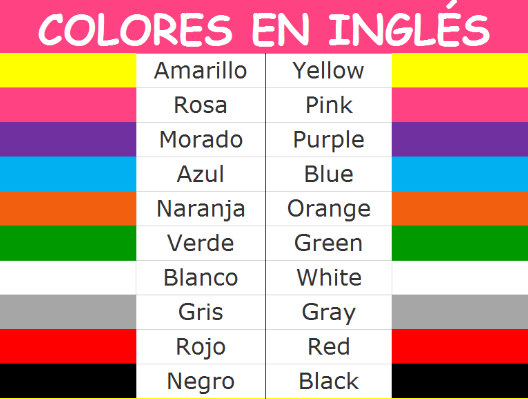 COLORES EN INGLÉS
Amarillo Yellow
Rosa Pink
Morado Purple
Azul Blue
Naranja Orange
Verde Green
Blanco White
Gris Gray
Rojo Red
Negro Black